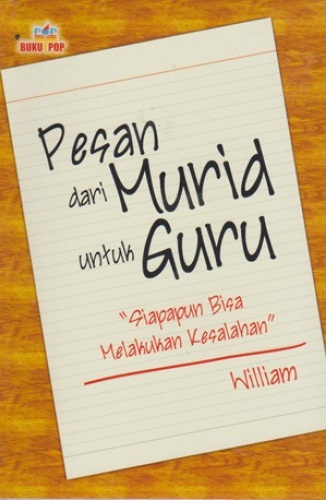 BUKU POP
Pesan
dari Murid
untuk Guru
"Siapapun Bisa
Melakukan Kesalahan"
William